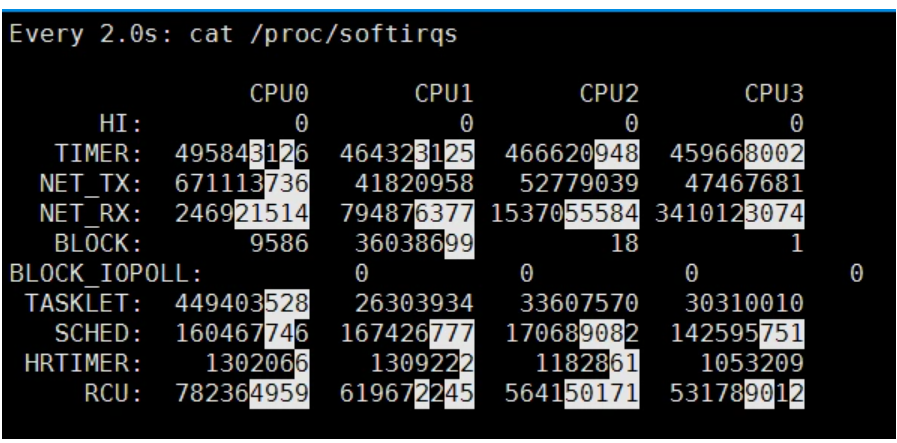 Every 2.0s: cat /proc/softirqs
CPU0 CPU1 CPU2 CPU3
HI: 0 0 0 0
TIMER: 495843126 464323125 466620948 459668002
NET_TX: 671113736 41820958 52779039 47467681
NET_RX: 246921514 794876377 1537055584 3410123074
BLOCK: 9586 36038699 18 1
BLOCK_IOPOLL: 0 0 0 0
TASKLET: 449403528 26303934 33607570 30310010
SCHED: 160467746 167426777 170689082 142595751
HRTIMER: 1302066 1309222 1182861 1053209
RCU: 782364959 619672245 564150171 531789012